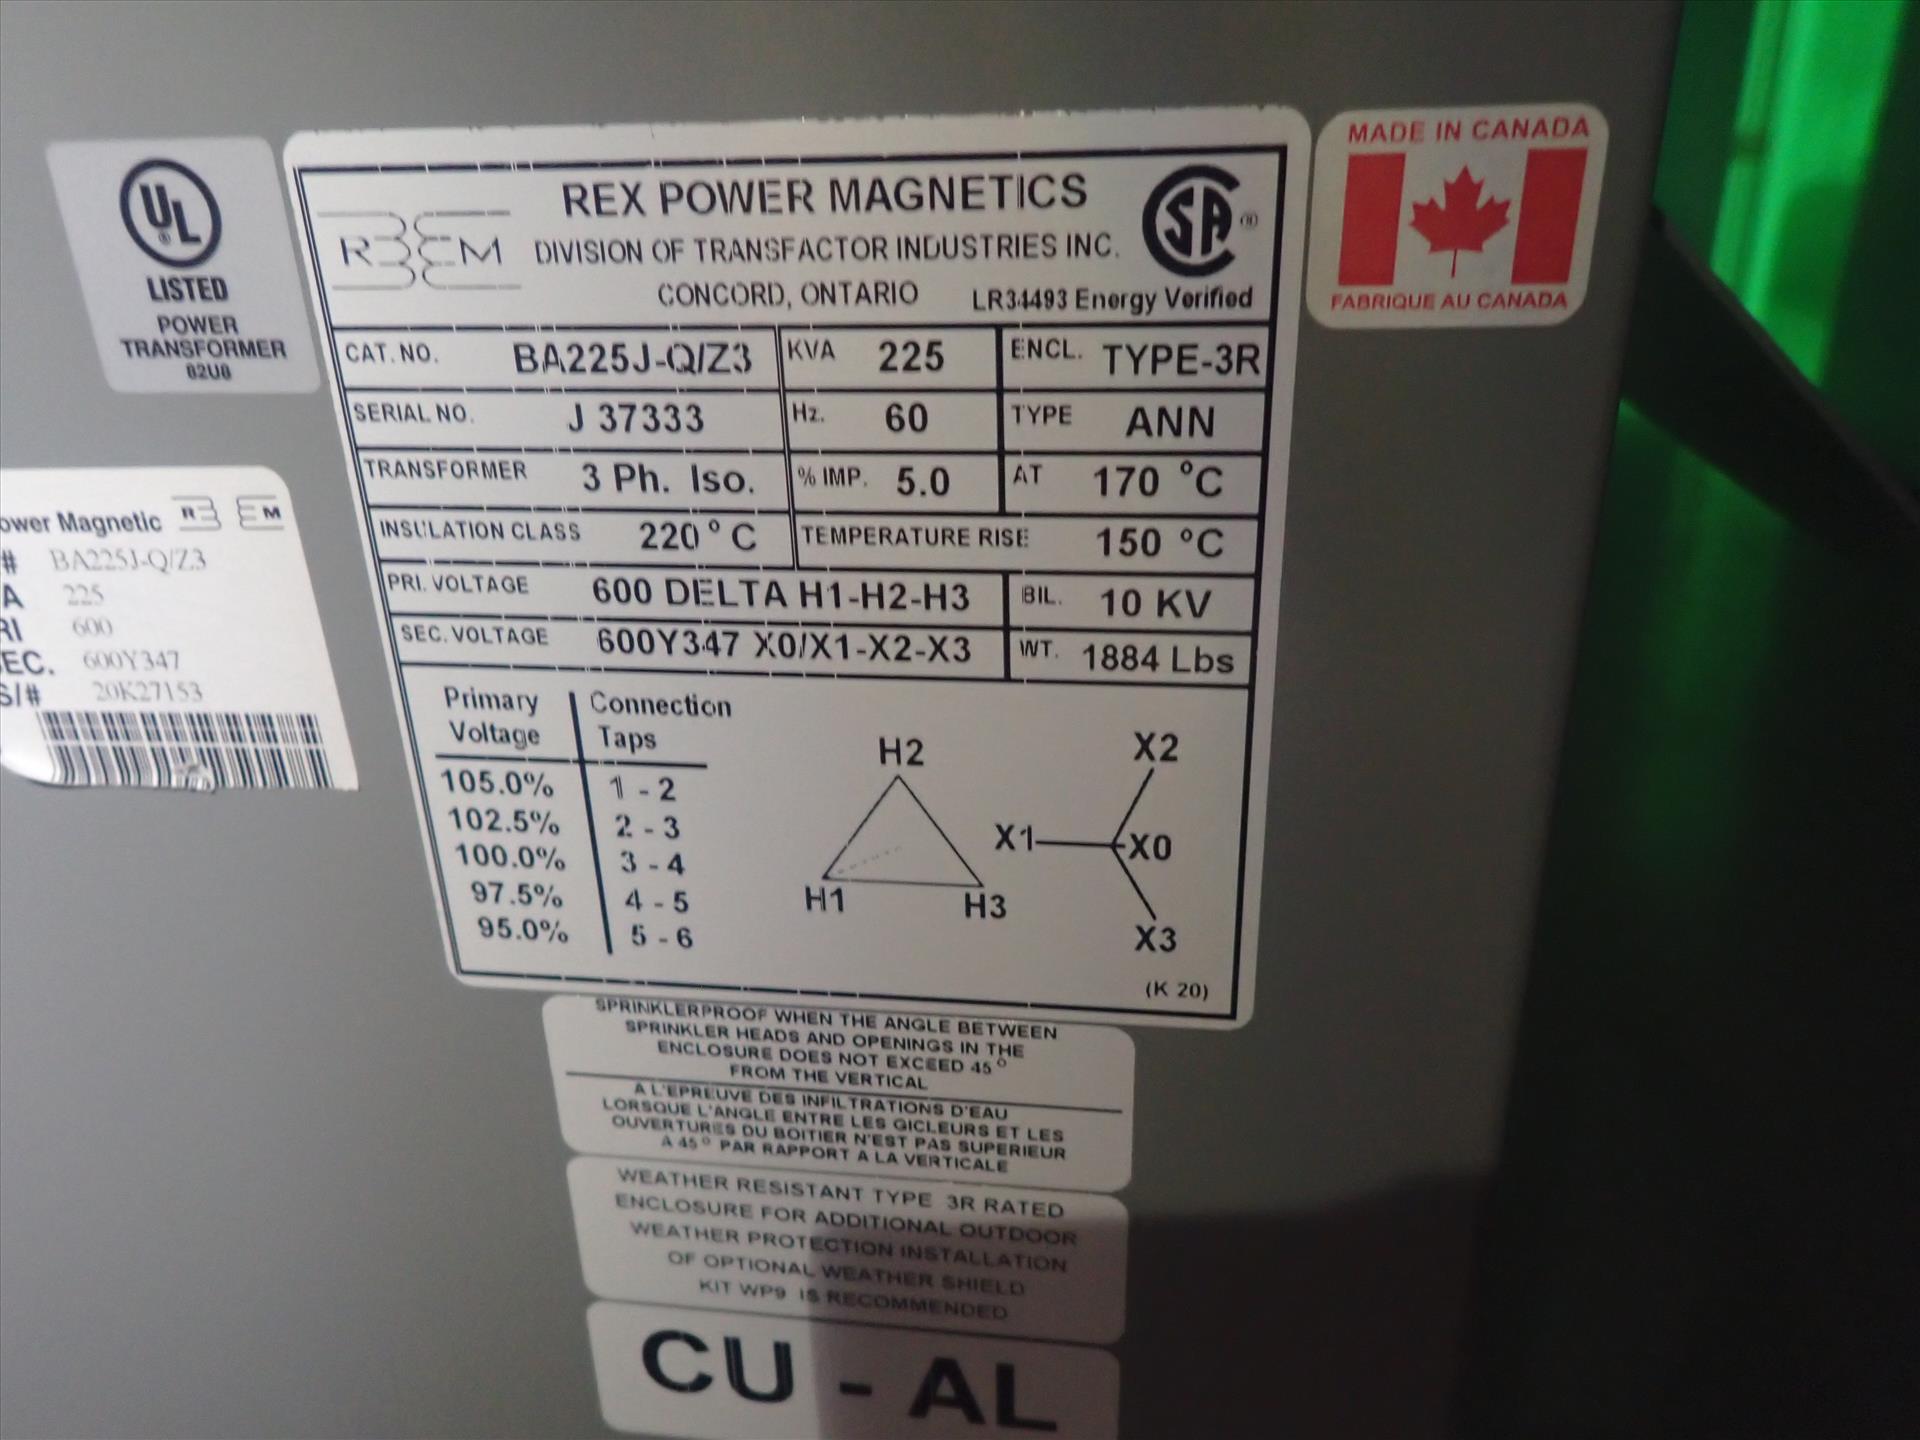 UL
®
LISTED
POWER
TRANSFORMER
82U8
REX POWER MAGNETICS
DIVISION OF TRANSFACTOR INDUSTRIES INC.
CONCORD, ONTARIO
LR34493 Energy Verified
REM
SA ®
MADE IN CANADA
FABRIQUE AU CANADA
CAT. NO. BA225J-Q/Z3 KVA 225 ENCL. TYPE-3R
SERIAL NO. J 37333 Hz. 60 TYPE ANN
TRANSFORMER 3 Ph. Iso. % IMP. 5.0 AT 170 °C
INSULATION CLASS 220° C TEMPERATURE RISE 150 °C
PRI. VOLTAGE 600 DELTA H1-H2-H3 BIL. 10 KV
SEC. VOLTAGE 600Y347 X0/X1-X2-X3 WT. 1884 Lbs
Primary Connection
Voltage Taps
105.0% 1 - 2
102.5% 2 - 3
100.0% 3 - 4
97.5% 4 - 5
95.0% 5 - 6
H2
H1
H3
X2
X1
X0
X3
(K 20)
ower Magnetic REM
# BA225J-Q/Z3
A 225
RI 600
EC. 600Y347
S/# 20K27153
SPRINKLERPROOF WHEN THE ANGLE BETWEEN
SPRINKLER HEADS AND OPENINGS IN THE
ENCLOSURE DOES NOT EXCEED 45°
FROM THE VERTICAL
A L'EPREUVE DES INFILTRATIONS D'EAU
LORSQUE L'ANGLE ENTRE LES GICLEURS ET LES
OUVERTURES DU BOITIER N'EST PAS SUPERIEUR
A 45° PAR RAPPORT A LA VERTICALE
WEATHER RESISTANT TYPE 3R RATED
ENCLOSURE FOR ADDITIONAL OUTDOOR
WEATHER PROTECTION INSTALLATION
OF OPTIONAL WEATHER SHIELD
KIT WP9 IS RECOMMENDED
CU - AL